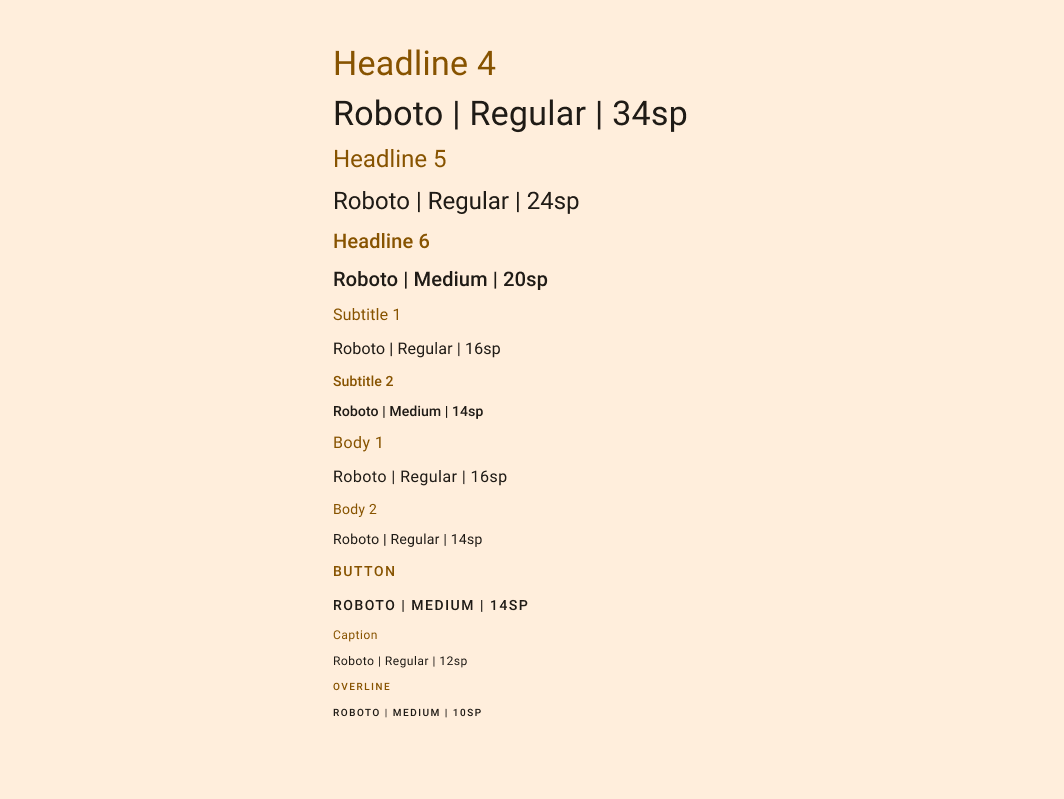 Headline 4
Roboto | Regular | 34sp
Headline 5
Roboto | Regular | 24sp
Headline 6
Roboto | Medium | 20sp
Subtitle 1
Roboto | Regular | 16sp
Subtitle 2
Roboto | Medium | 14sp
Body 1
Roboto | Regular | 16sp
Body 2
Roboto | Regular | 14sp
BUTTON
ROBOTO | MEDIUM | 14SP
Caption
Roboto | Regular | 12sp
OVERLINE
ROBOTO | MEDIUM | 10SP